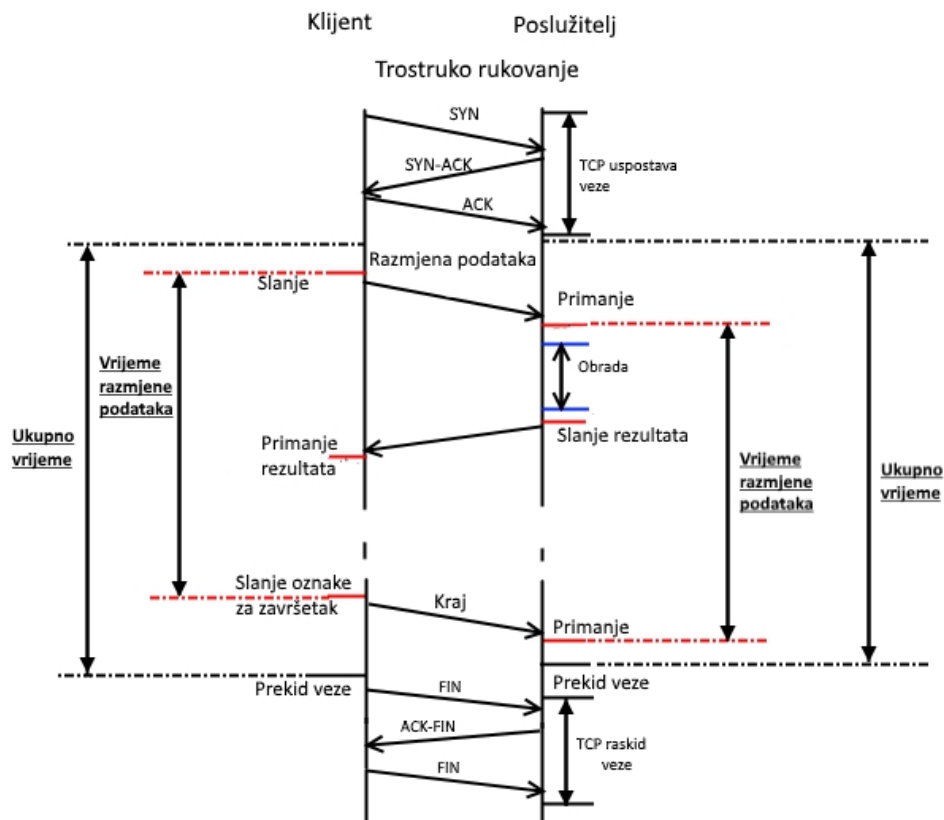 Klijent
Poslužitelj
Trostruko rukovanje
SYN
SYN-ACK
TCP uspostava
veze
ACK
Razmjena podataka
Slanje
Primanje
Vrijeme
razmjene
podataka
Obrada
Ukupno
vrijeme
Primanje
rezultata
Slanje rezultata
Vrijeme
razmjene
podataka
Ukupno
vrijeme
Slanje oznake
za završetak
Kraj
Primanje
Prekid veze
FIN
Prekid veze
ACK-FIN
TCP raskid
veze
FIN